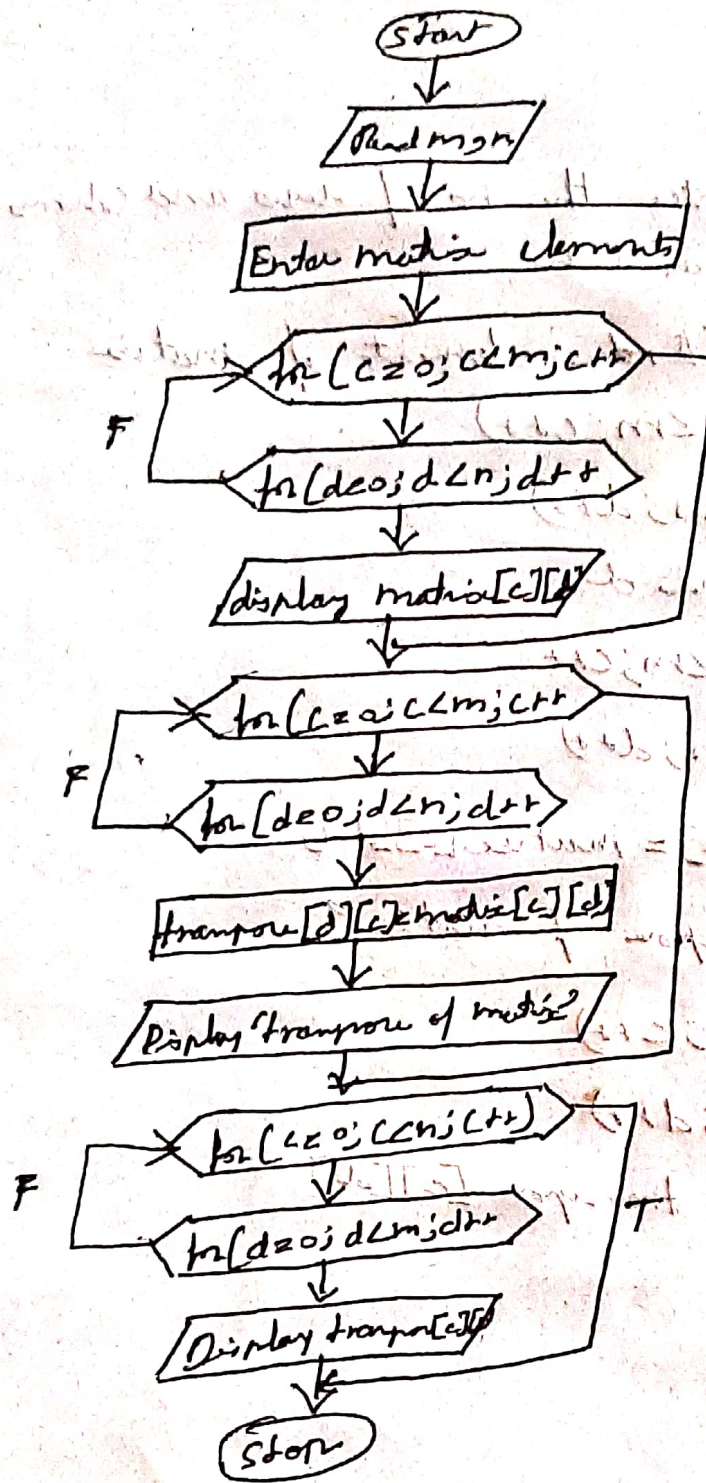 Start
Read m,n
Enter matrix elements
for (c=0; c<m; c++
F
for (d=0; d<n; d++
display matrix[c][d]
for (c=0; c<m; c++
F
for (d=0; d<n; d++
transpose[d][c]=matrix[c][d]
Display "transpose of matrix"
for (c=0; c<n; c++)
F
for (d=0; d<m; d++
T
Display transpose[c][d]
Stop